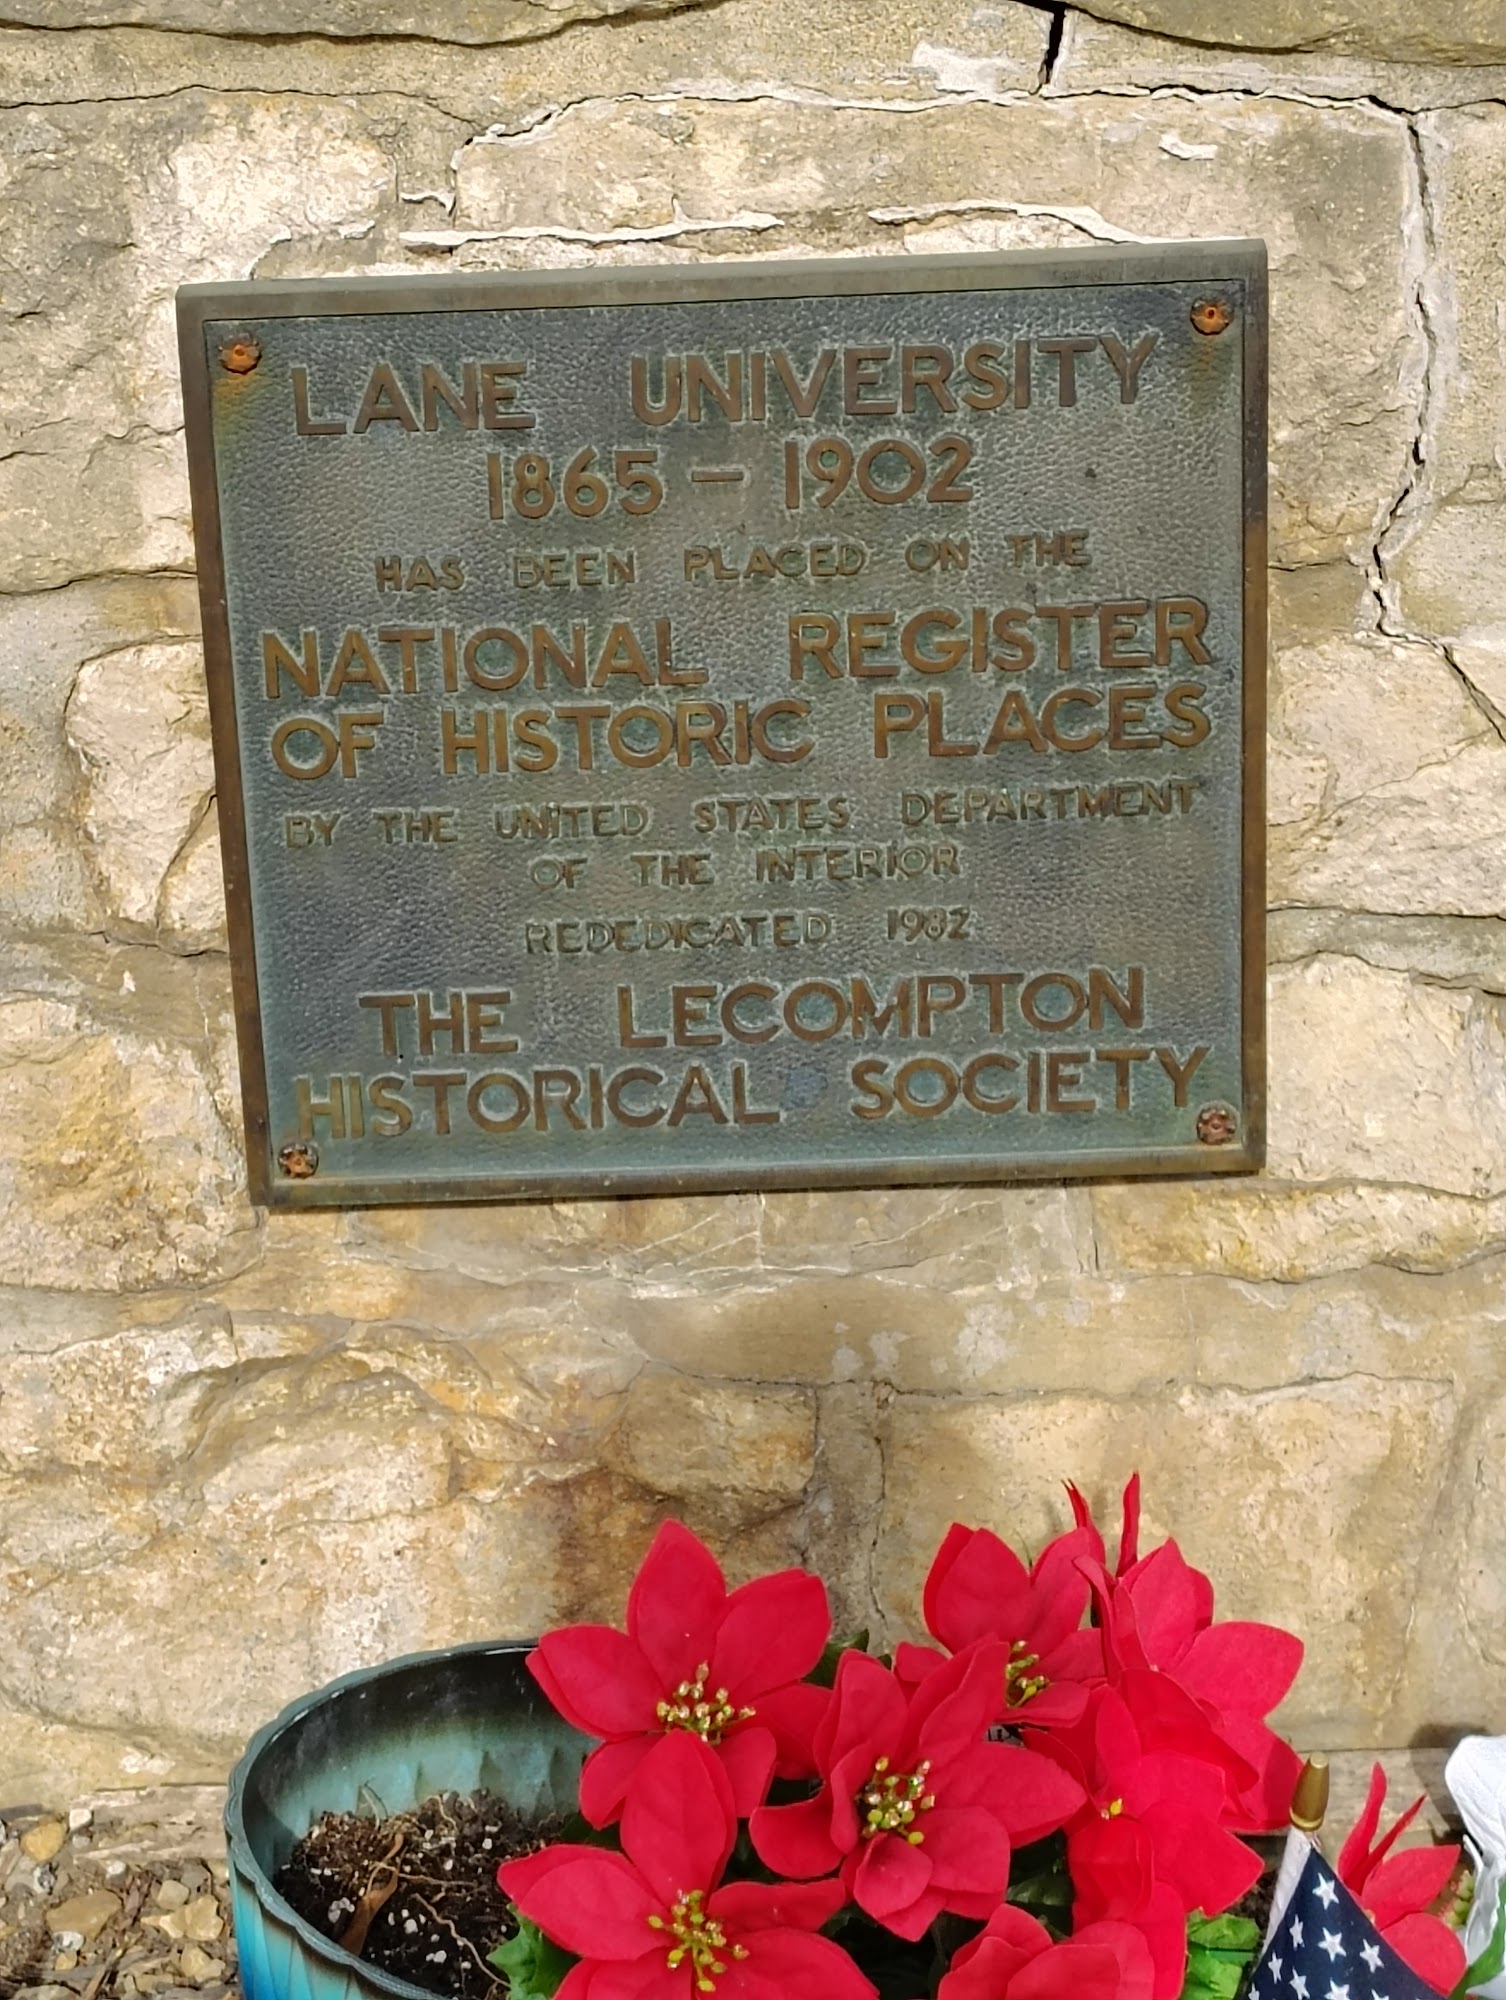 LANE UNIVERSITY
1865 - 1902
HAS BEEN PLACED ON THE
NATIONAL REGISTER
OF HISTORIC PLACES
BY THE UNITED STATES DEPARTMENT
OF THE INTERIOR
REDEDICATED 1982
THE LECOMPTON
HISTORICAL SOCIETY